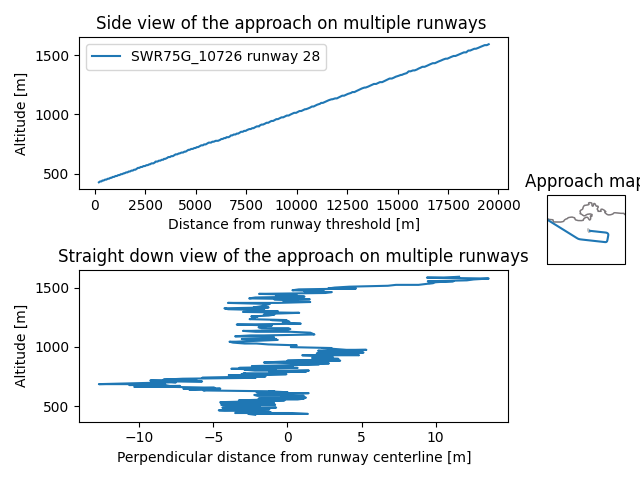 Side view of the approach on multiple runways
SWR75G_10726 runway 28
Altitude [m]
1500
1000
500
0 2500 5000 7500 10000 12500 15000 17500 20000
Distance from runway threshold [m]
Approach map
Straight down view of the approach on multiple runways
Altitude [m]
1500
1000
500
−10 −5 0 5 10
Perpendicular distance from runway centerline [m]